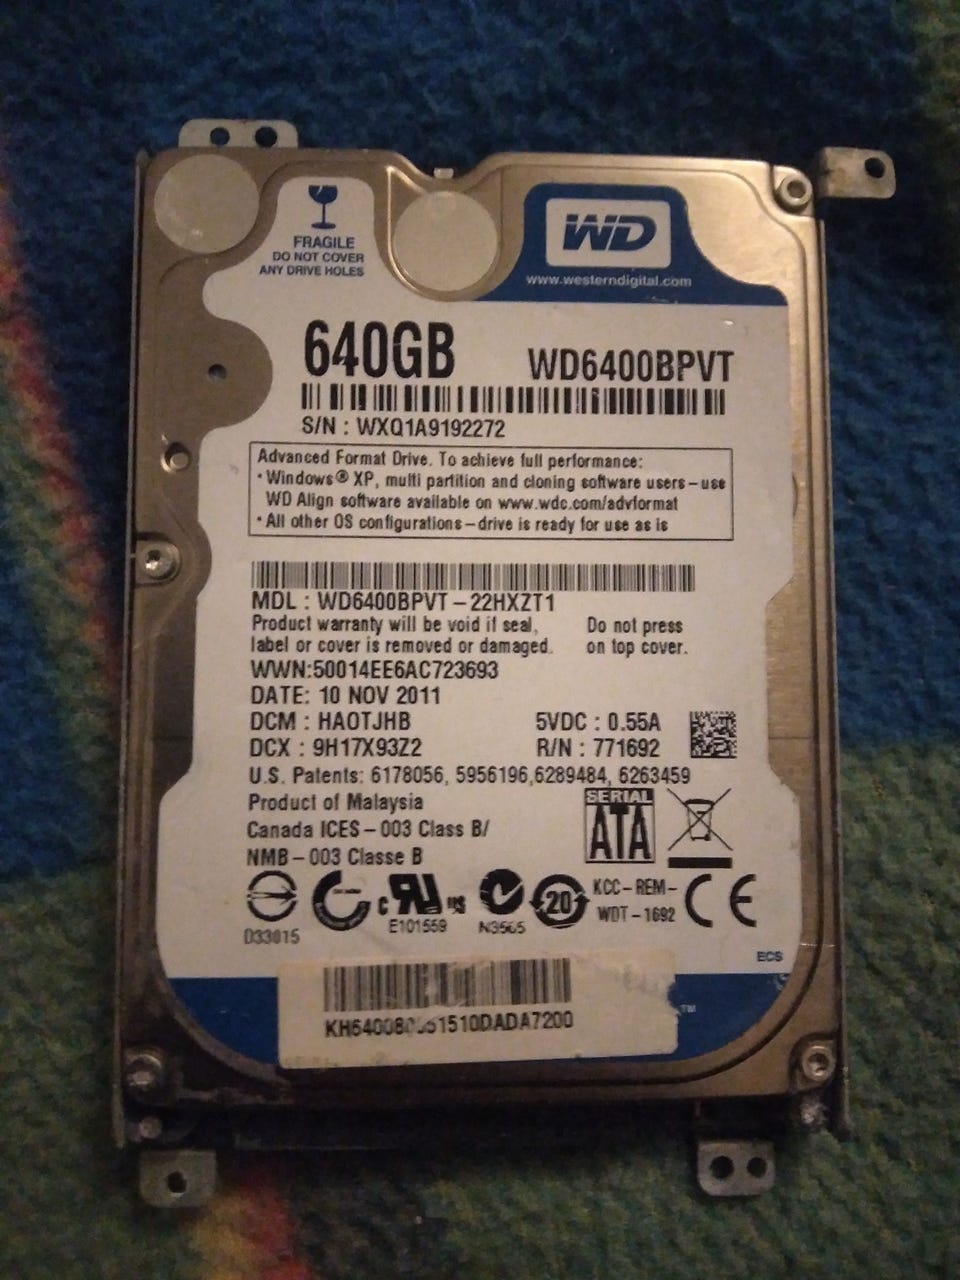 FRAGILE
DO NOT COVER
ANY DRIVE HOLES
WD
www.westerndigital.com
640GB WD6400BPVT
S/N : WXQ1A9192272
Advanced Format Drive. To achieve full performance:
• Windows® XP, multi partition and cloning software users – use
WD Align software available on www.wdc.com/advformat
• All other OS configurations – drive is ready for use as is
MDL : WD6400BPVT – 22HXZT1
Product warranty will be void if seal, Do not press
label or cover is removed or damaged. on top cover.
WWN:50014EE6AC723693
DATE: 10 NOV 2011
DCM : HAOTJHB 5VDC : 0.55A
DCX : 9H17X93Z2 R/N : 771692
U.S. Patents: 6178056, 5956196,6289484, 6263459
Product of Malaysia SERIAL
Canada ICES – 003 Class B/ ATA
NMB – 003 Classe B
c RU us 20 KCC – REM – CE
D33015 E101559 N3565 WDT – 1692
ECS
TM